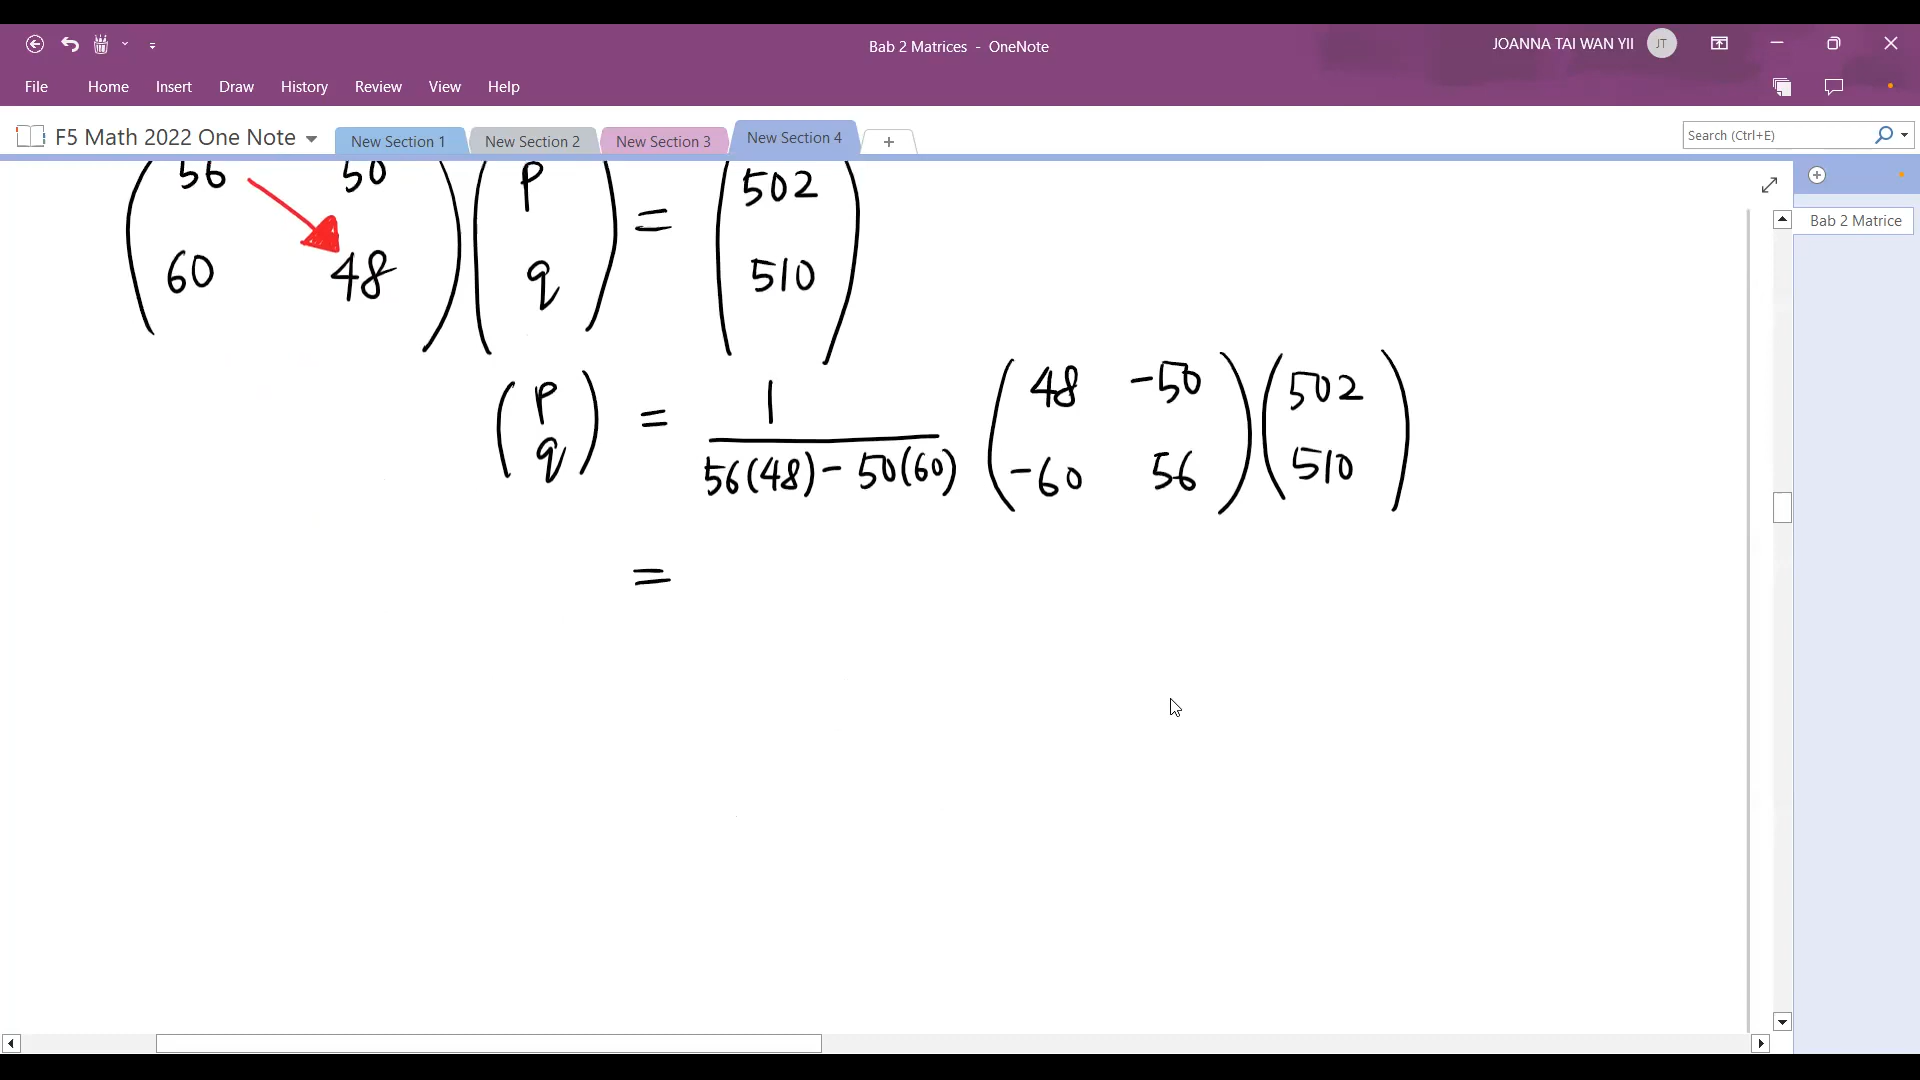 Bab 2 Matrices - OneNote
JOANNA TAI WAN YII JT
File Home Insert Draw History Review View Help
F5 Math 2022 One Note New Section 1 New Section 2 New Section 3 New Section 4 + Search (Ctrl+E)
Bab 2 Matrice
56 50 p = 502
60 48 q 510
p = 1 48 -50 502
q 56(48) - 50(60) -60 56 510
=